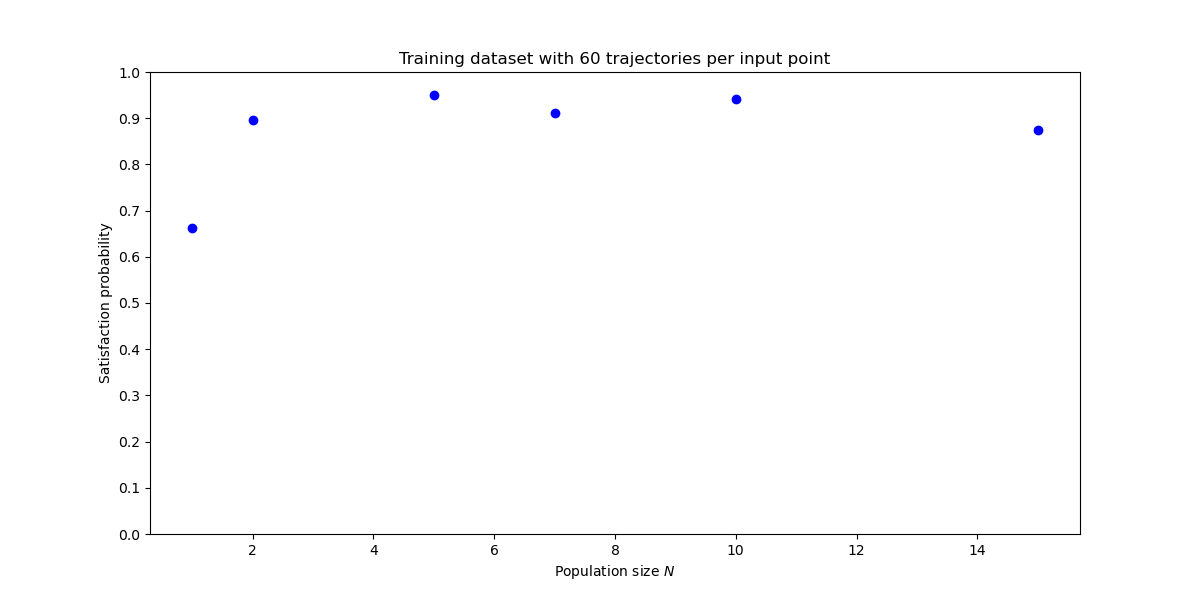 Training dataset with 60 trajectories per input point
1.0
0.9
0.8
0.7
0.6
0.5
0.4
0.3
0.2
0.1
0.0
Satisfaction probability
2 4 6 8 10 12 14
Population size N